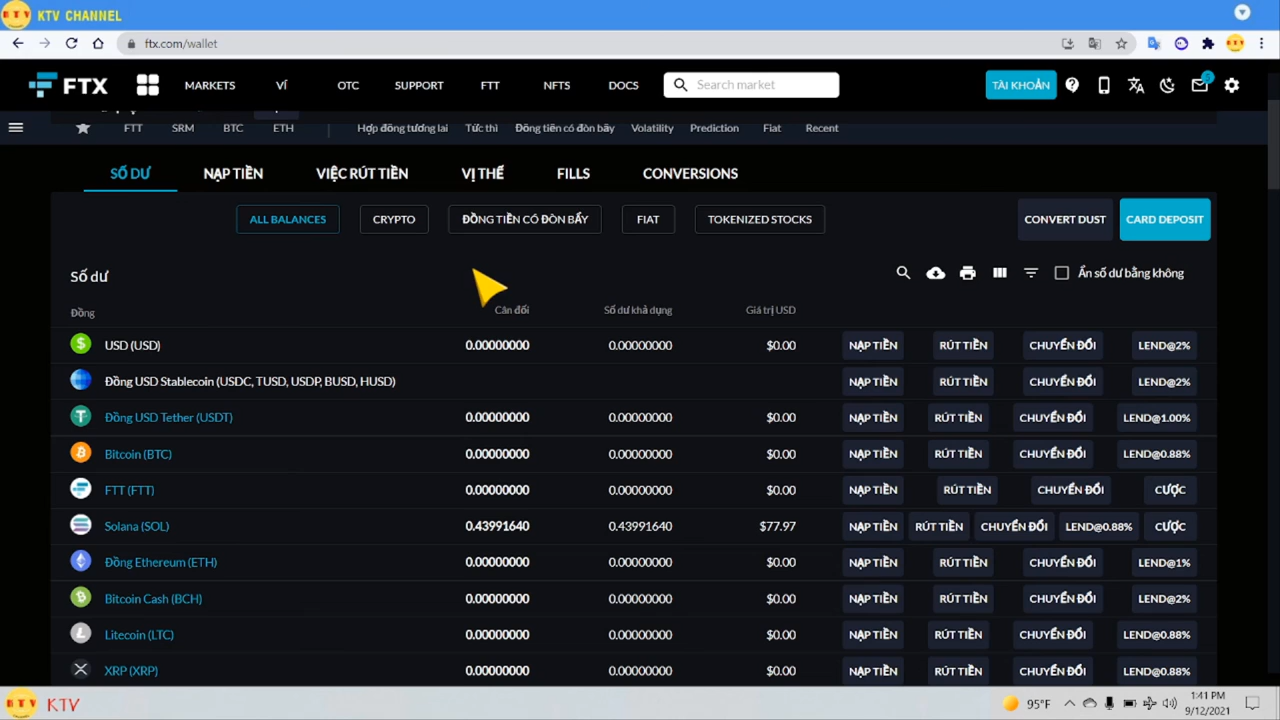 KTV CHANNEL
ftx.com/wallet
FTX MARKETS VÍ OTC SUPPORT FTT NFTS DOCS Search market TÀI KHOẢN
FTT SRM BTC ETH Hợp đồng tương lai Tức thì Đồng tiền có đòn bẩy Volatility Prediction Fiat Recent
SỐ DƯ NẠP TIỀN VIỆC RÚT TIỀN VỊ THẾ FILLS CONVERSIONS
ALL BALANCES CRYPTO ĐỒNG TIỀN CÓ ĐÒN BẨY FIAT TOKENIZED STOCKS CONVERT DUST CARD DEPOSIT
Số dư Ẩn số dư bằng không
Đồng Cân đối Số dư khả dụng Giá trị USD
USD (USD) 0.00000000 0.00000000 $0.00 NẠP TIỀN RÚT TIỀN CHUYỂN ĐỔI LEND@2%
Đồng USD Stablecoin (USDC, TUSD, USDP, BUSD, HUSD) NẠP TIỀN RÚT TIỀN CHUYỂN ĐỔI LEND@2%
Đồng USD Tether (USDT) 0.00000000 0.00000000 $0.00 NẠP TIỀN RÚT TIỀN CHUYỂN ĐỔI LEND@1.00%
Bitcoin (BTC) 0.00000000 0.00000000 $0.00 NẠP TIỀN RÚT TIỀN CHUYỂN ĐỔI LEND@0.88%
FTT (FTT) 0.00000000 0.00000000 $0.00 NẠP TIỀN RÚT TIỀN CHUYỂN ĐỔI CƯỢC
Solana (SOL) 0.43991640 0.43991640 $77.97 NẠP TIỀN RÚT TIỀN CHUYỂN ĐỔI LEND@0.88% CƯỢC
Đồng Ethereum (ETH) 0.00000000 0.00000000 $0.00 NẠP TIỀN RÚT TIỀN CHUYỂN ĐỔI LEND@1%
Bitcoin Cash (BCH) 0.00000000 0.00000000 $0.00 NẠP TIỀN RÚT TIỀN CHUYỂN ĐỔI LEND@2%
Litecoin (LTC) 0.00000000 0.00000000 $0.00 NẠP TIỀN RÚT TIỀN CHUYỂN ĐỔI LEND@0.88%
XRP (XRP) 0.00000000 0.00000000 $0.00 NẠP TIỀN RÚT TIỀN CHUYỂN ĐỔI LEND@0.88%
KTV 95°F 1:41 PM
9/12/2021